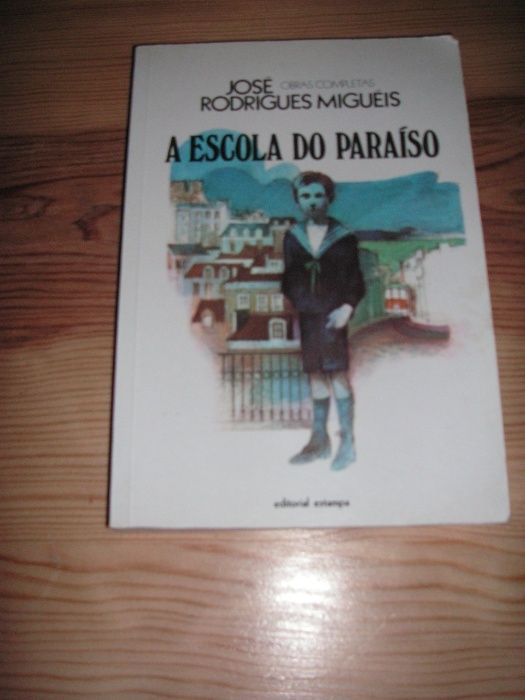 JOSÉ OBRAS COMPLETAS
RODRIGUES MIGUÉIS
A ESCOLA DO PARAÍSO
editorial estampa